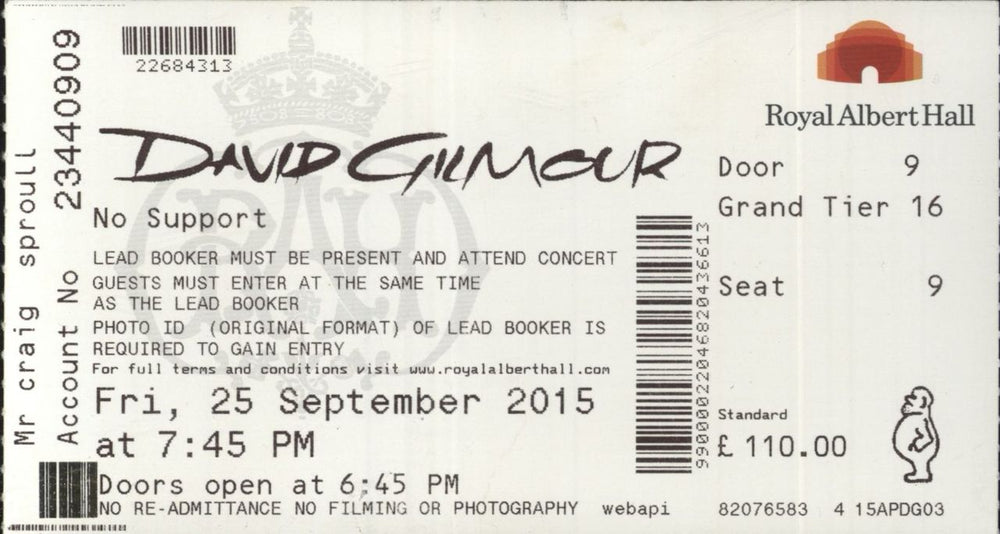 Mr craig sproull
Account No 23440909
22684313
DAVID GILMOUR
No Support
LEAD BOOKER MUST BE PRESENT AND ATTEND CONCERT
GUESTS MUST ENTER AT THE SAME TIME
AS THE LEAD BOOKER
PHOTO ID (ORIGINAL FORMAT) OF LEAD BOOKER IS
REQUIRED TO GAIN ENTRY
For full terms and conditions visit www.royalalberthall.com
Fri, 25 September 2015
at 7:45 PM
Doors open at 6:45 PM
NO RE-ADMITTANCE NO FILMING OR PHOTOGRAPHY webapi
9900002204682043661​3
Royal Albert Hall
Door 9
Grand Tier 16
Seat 9
Standard
£ 110.00
82076583 4 15APDG03
RAH